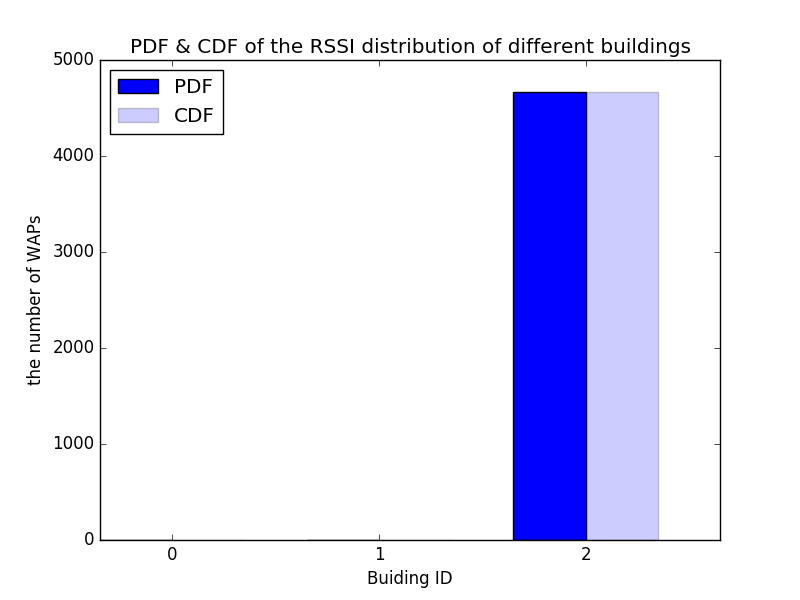 PDF & CDF of the RSSI distribution of different buildings
5000
4000
3000
2000
1000
0
the number of WAPs
PDF
CDF
0 1 2
Buiding ID